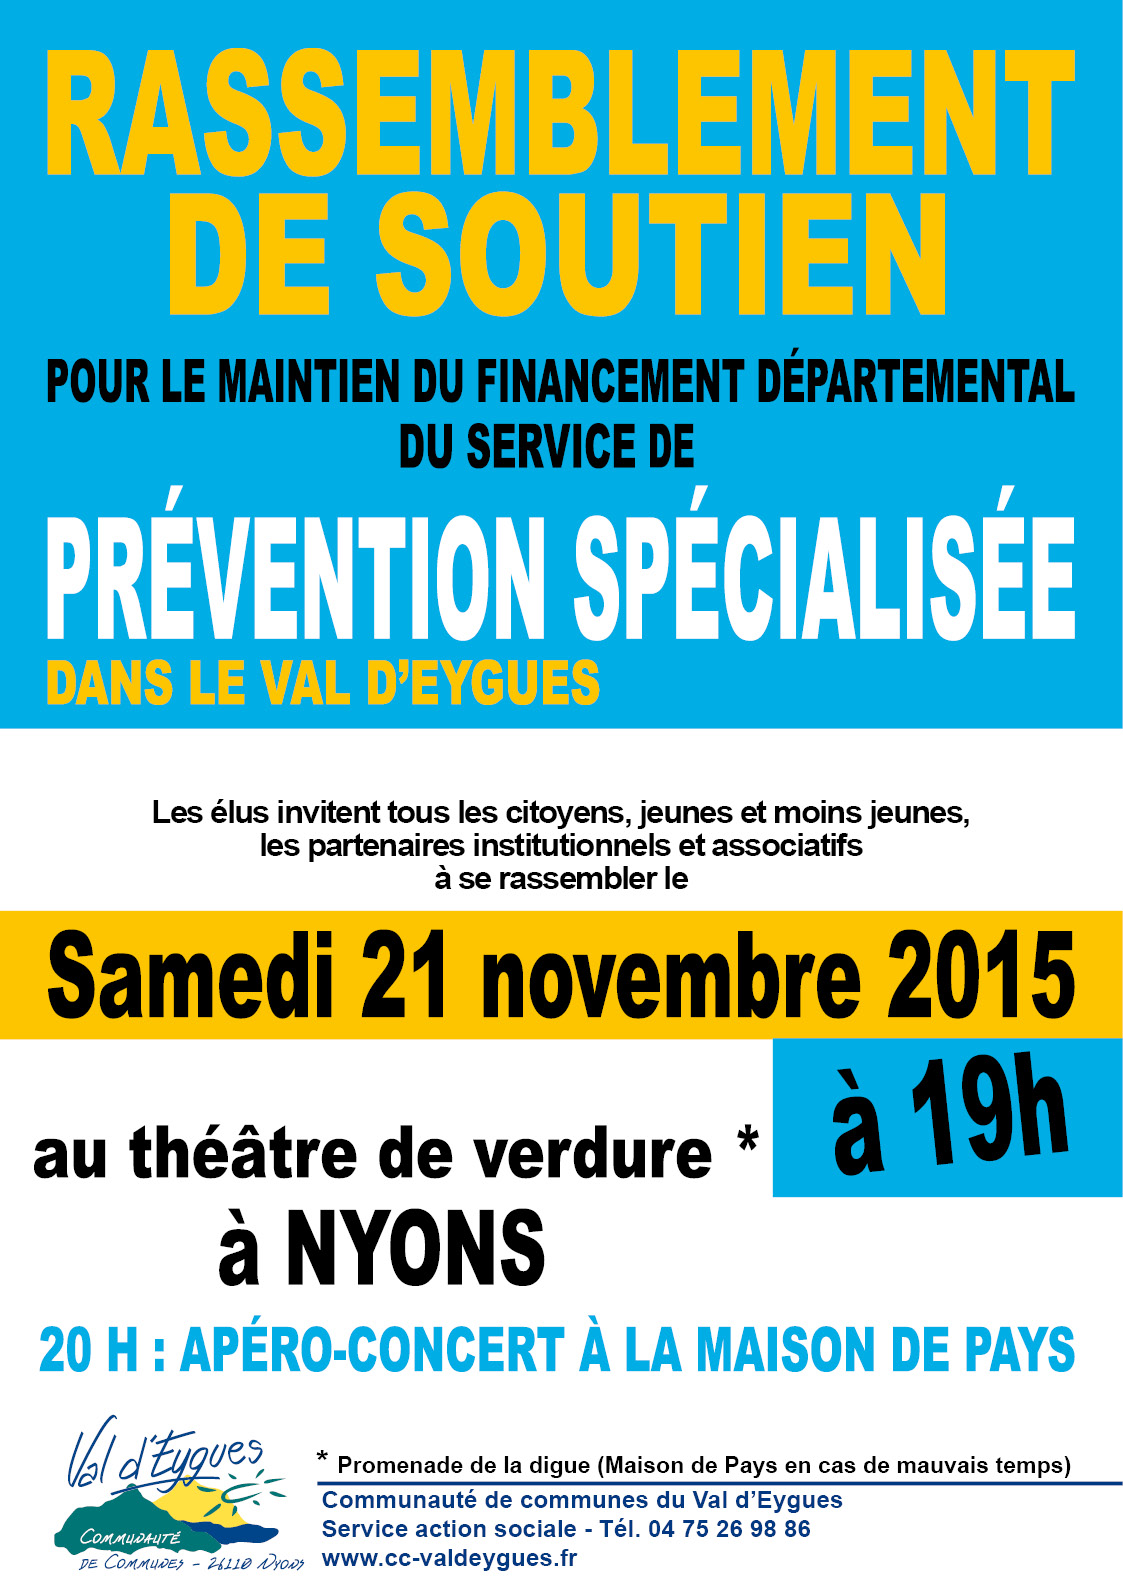 RASSEMBLEMENT
DE SOUTIEN
POUR LE MAINTIEN DU FINANCEMENT DÉPARTEMENTAL
DU SERVICE DE
PRÉVENTION SPÉCIALISÉE
DANS LE VAL D'EYGUES
Les élus invitent tous les citoyens, jeunes et moins jeunes,
les partenaires institutionnels et associatifs
à se rassembler le
Samedi 21 novembre 2015
à 19h
au théâtre de verdure *
à NYONS
20 H : APÉRO-CONCERT À LA MAISON DE PAYS
Val d'Eygues
COMMUNAUTÉ
DE COMMUNES - 26110 NYONS
* Promenade de la digue (Maison de Pays en cas de mauvais temps)
Communauté de communes du Val d'Eygues
Service action sociale - Tél. 04 75 26 98 86
www.cc-valdeygues.fr